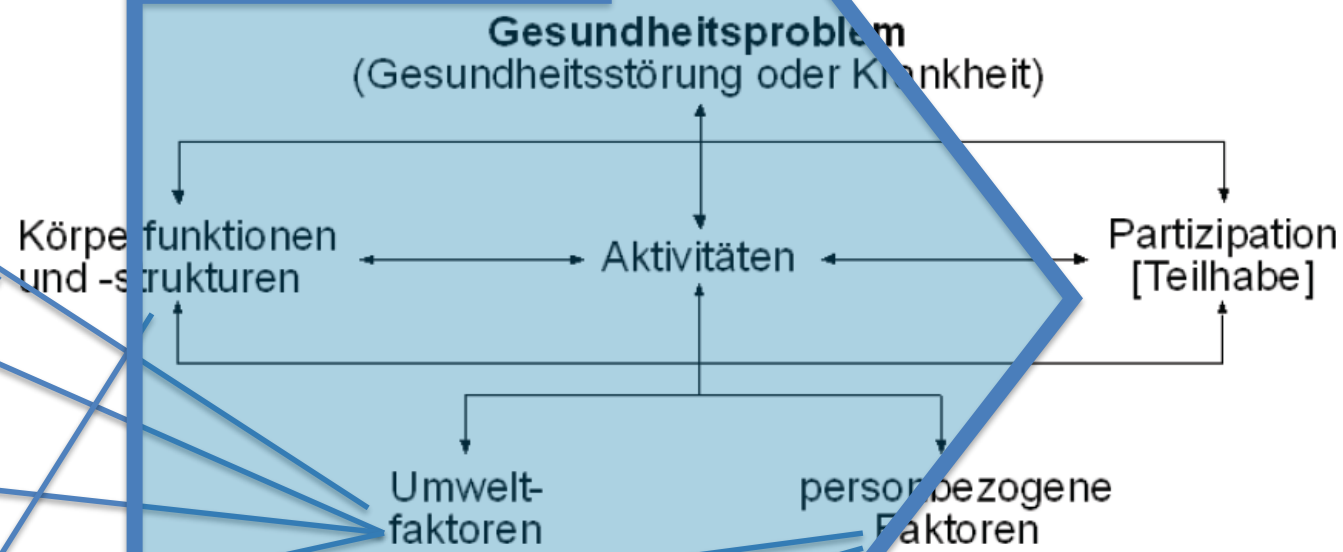 Gesundheitsproblem
(Gesundheitsstörung oder Krankheit)
Körperfunktionen
und -strukturen
Aktivitäten
Partizipation
[Teilhabe]
Umwelt-
faktoren
personbezogene
Faktoren